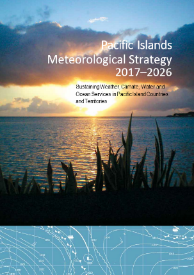 Pacific Islands
Meteorological Strategy
2017–2026
Sustaining Weather, Climate, Water and
Ocean Services in Pacific Island Countries
and Territories